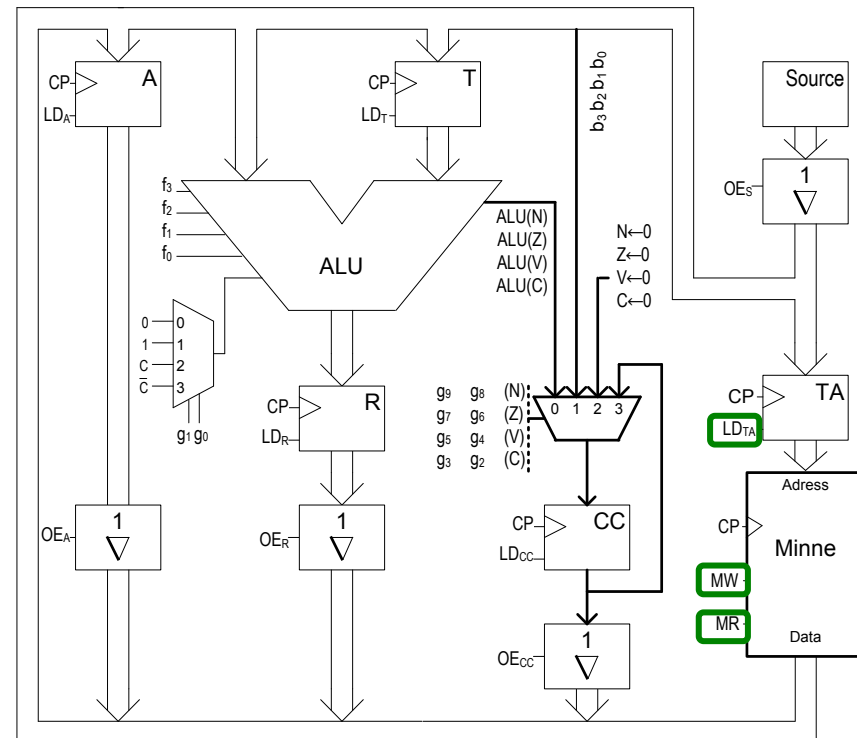 A
CP
LDA
T
CP
LDT
b3 b2 b1 b0
Source
1
OES
f3
f2
f1
f0
ALU
ALU(N)
ALU(Z)
ALU(V)
ALU(C)
N←0
Z←0
V←0
C←0
0 0
1 1
C 2
C̅ 3
g1 g0
CP
R
LDR
g9 g8 (N)
g7 g6 (Z)
g5 g4 (V)
g3 g2 (C)
0 1 2 3
CP
TA
LDTA
Adress
CP
Minne
MW
MR
Data
1
OEA
1
OER
CP
CC
LDCC
1
OECC